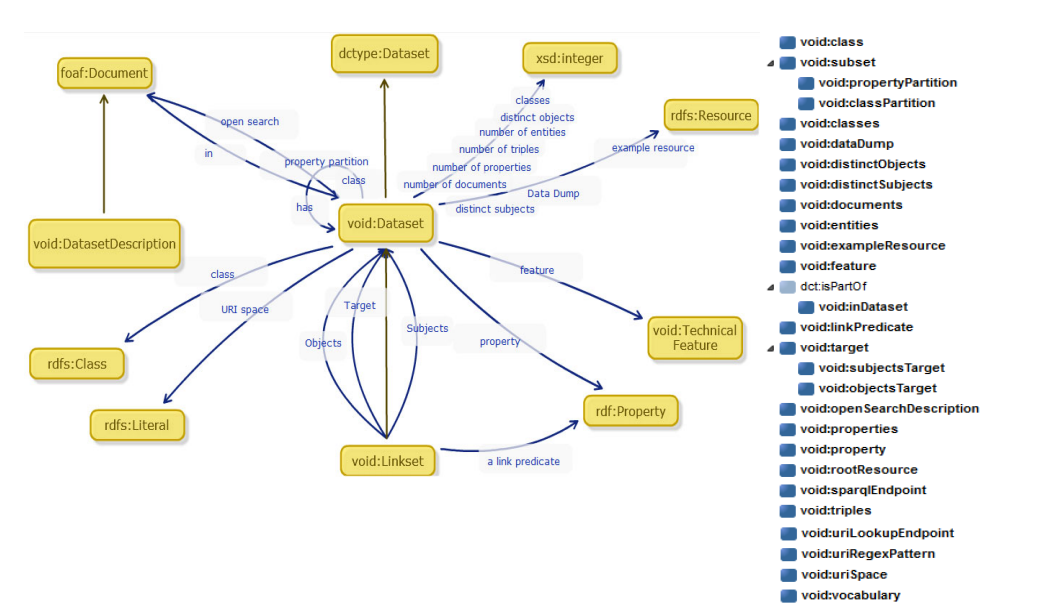 dctype:Dataset
xsd:integer
foaf:Document
rdfs:Resource
open search
in
property partition
class
has
classes
distinct objects
number of entities
number of triples
number of properties
number of documents
distinct subjects
Data Dump
example resource
void:Dataset
void:DatasetDescription
class
URI space
Target
Objects
Subjects
feature
property
void:Technical
Feature
rdfs:Class
rdfs:Literal
rdf:Property
void:Linkset
a link predicate
void:class
void:subset
void:propertyPartition
void:classPartition
void:classes
void:dataDump
void:distinctObjects
void:distinctSubjects
void:documents
void:entities
void:exampleResource
void:feature
dct:isPartOf
void:inDataset
void:linkPredicate
void:target
void:subjectsTarget
void:objectsTarget
void:openSearchDescription
void:properties
void:property
void:rootResource
void:sparqlEndpoint
void:triples
void:uriLookupEndpoint
void:uriRegexPattern
void:uriSpace
void:vocabulary